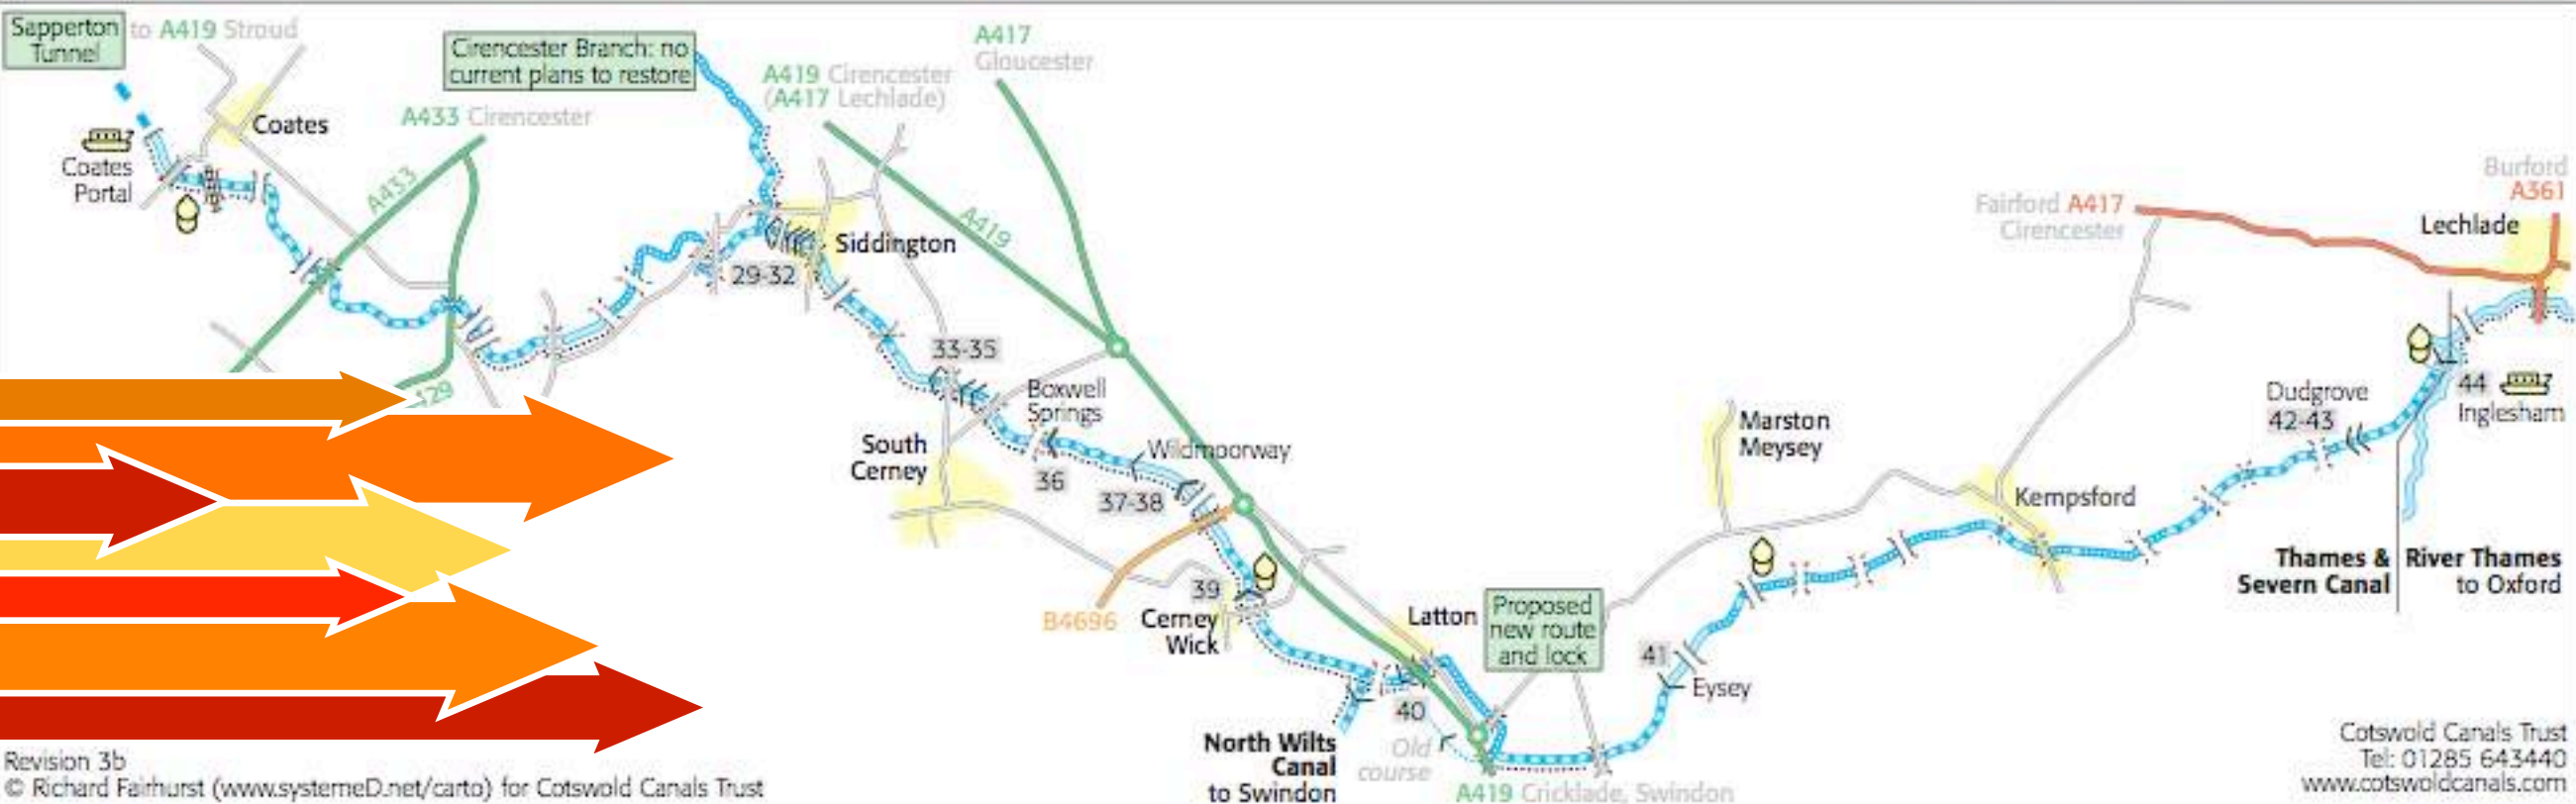 Sapperton
Tunnel
to A419 Stroud
Coates
Coates
Portal
A433 Cirencester
A433
Cirencester Branch: no
current plans to restore
A419 Cirencester
(A417 Lechlade)
A417
Gloucester
A419
Siddington
29-32
33-35
Boxwell
Springs
South
Cerney
36
Wildmoorway
37-38
39
B4696
Cerney
Wick
Latton
Proposed
new route
and lock
40
North Wilts
Canal
to Swindon
Old
course
A419 Cricklade, Swindon
41
Eysey
Marston
Meysey
Kempsford
Fairford A417
Cirencester
Burford
A361
Lechlade
Dudgrove
42-43
44
Inglesham
Thames &
Severn Canal
River Thames
to Oxford
Revision 3b
© Richard Fairhurst (www.systemeD.net/carto) for Cotswold Canals Trust
Cotswold Canals Trust
Tel: 01285 643440
www.cotswoldcanals.com